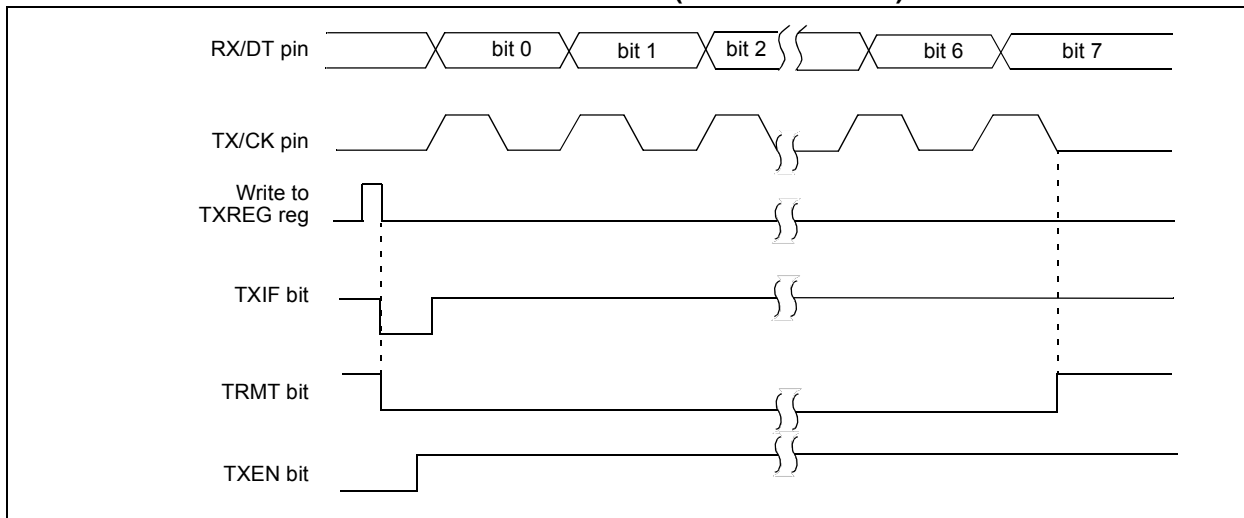 RX/DT pin
bit 0
bit 1
bit 2
bit 6
bit 7
TX/CK pin
Write to
TXREG reg
TXIF bit
TRMT bit
TXEN bit